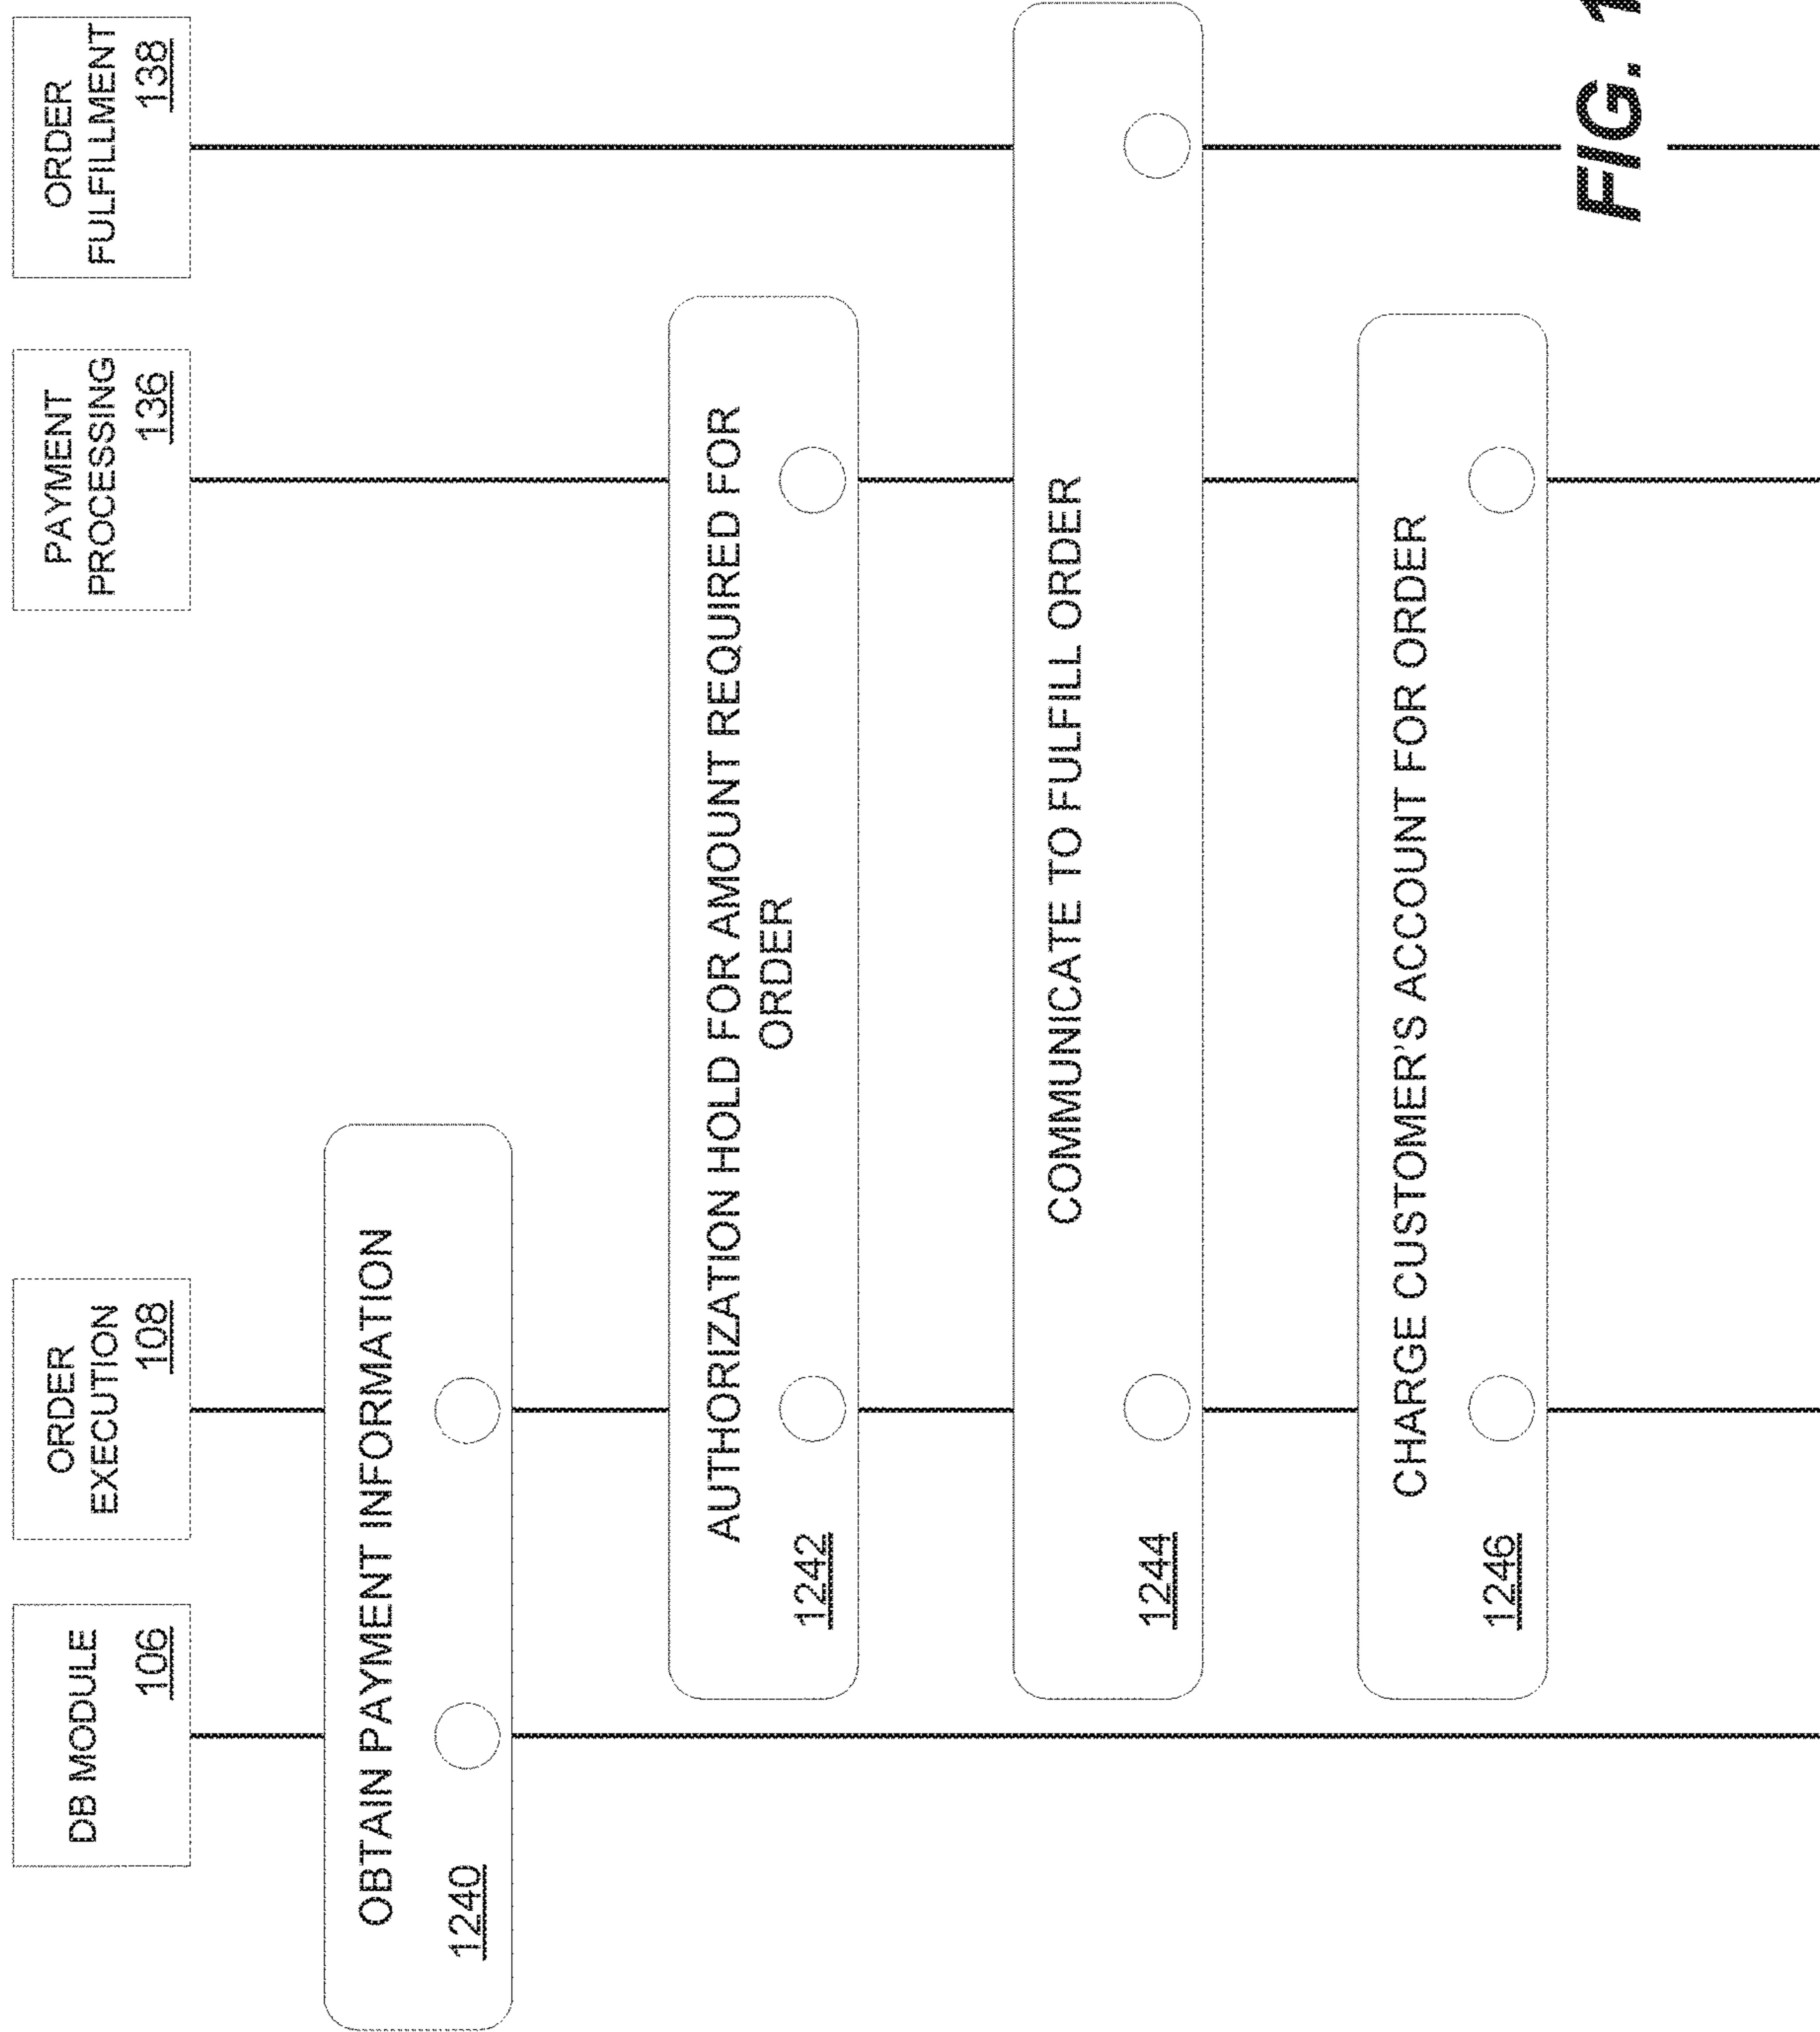 DB MODULE
106
ORDER
EXECUTION
108
PAYMENT
PROCESSING
136
ORDER
FULFILLMENT
138
OBTAIN PAYMENT INFORMATION
1240
AUTHORIZATION HOLD FOR AMOUNT REQUIRED FOR
ORDER
1242
COMMUNICATE TO FULFILL ORDER
1244
CHARGE CUSTOMER'S ACCOUNT FOR ORDER
1246
FIG.